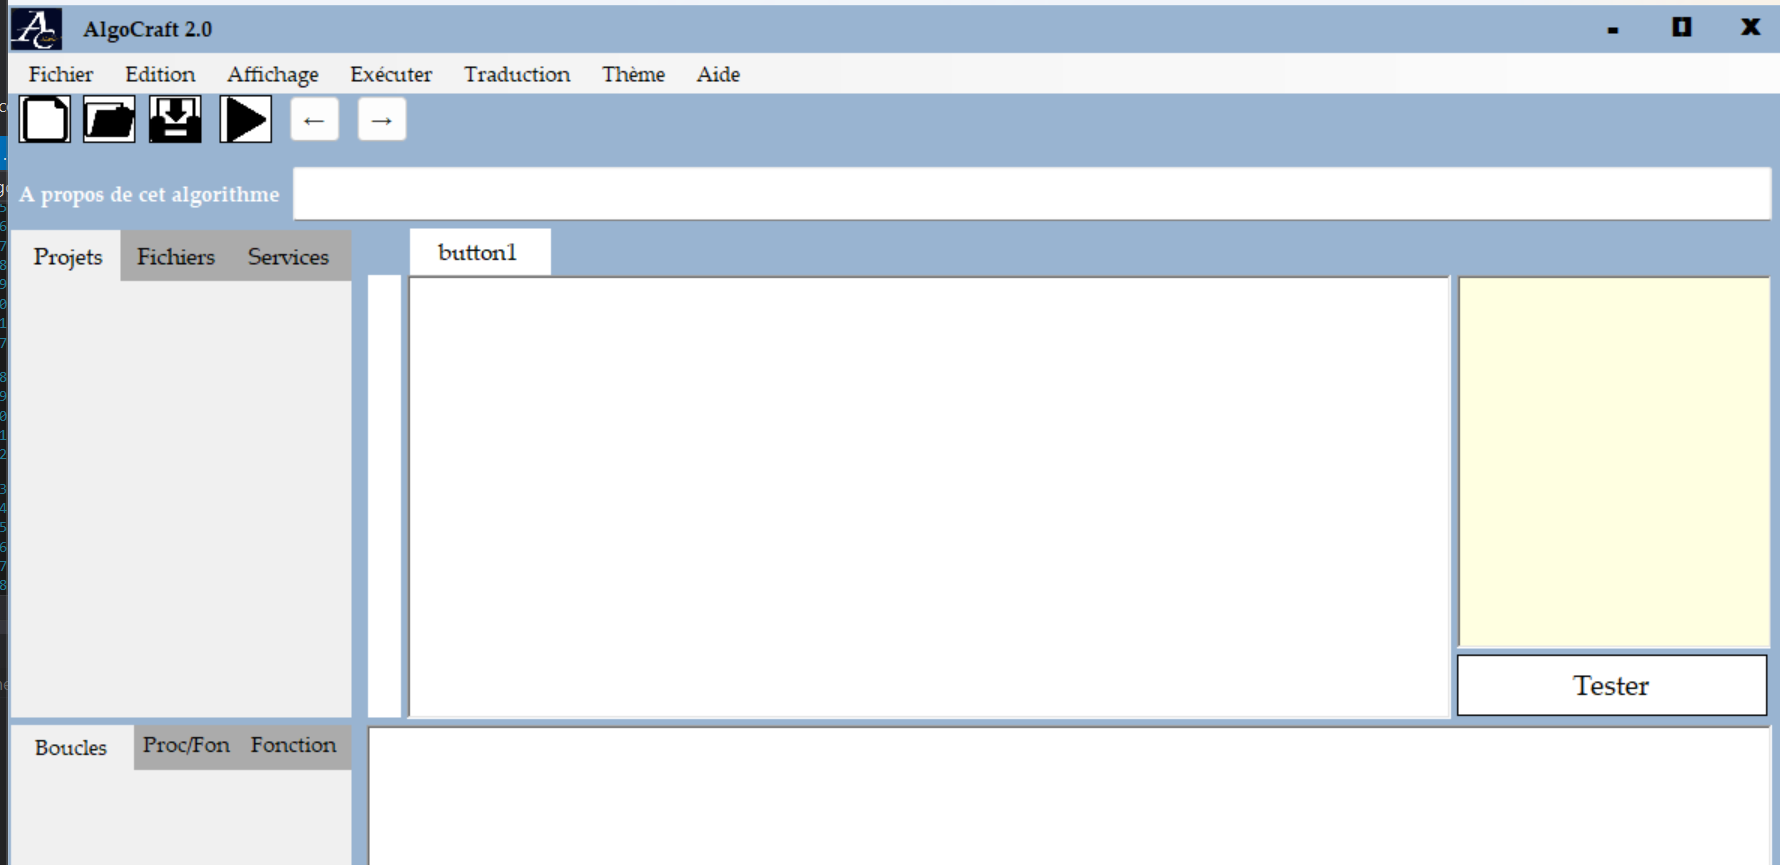 AC AlgoCraft 2.0
Fichier Edition Affichage Exécuter Traduction Thème Aide
← →
A propos de cet algorithme
Projets Fichiers Services button1
Tester
Boucles Proc/Fon Fonction